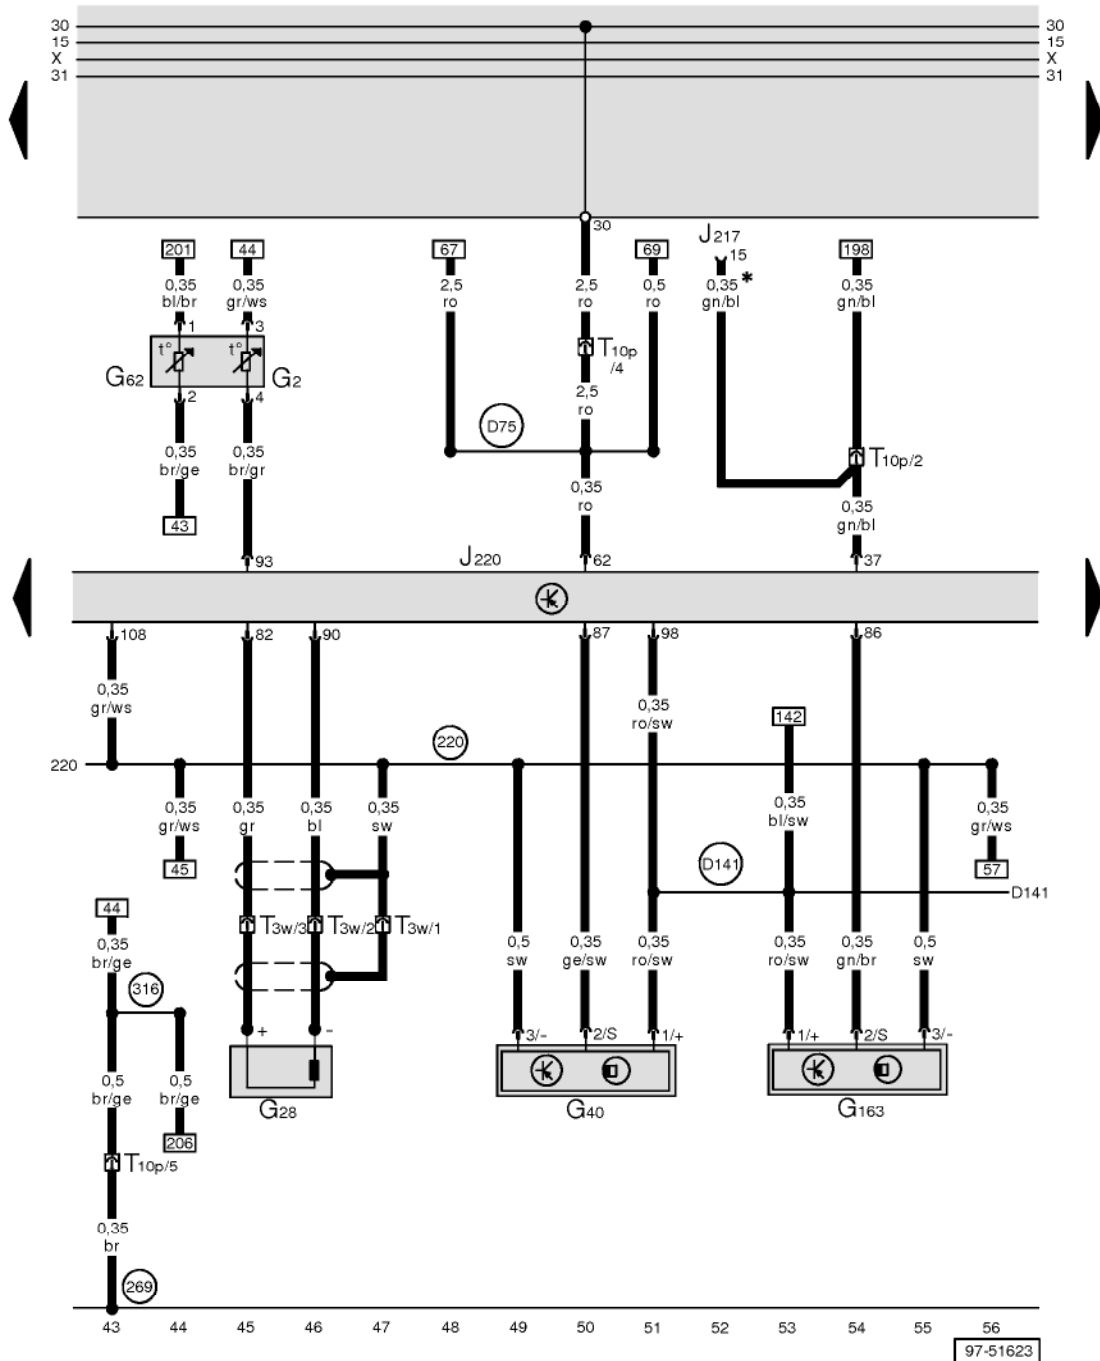 30 30
15 15
X X
31 31
30
J217
15
201 44 67 69 198
0,35 0,35 2,5 2,5 0,5 0,35 * 0,35
bl/br gr/ws ro ro ro gn/bl gn/bl
1 3
t° t°
G62 G2
T10p
/4
2 4
2,5
ro
D75
0,35 0,35
br/ge br/gr
T10p/2
0,35
ro
0,35
gn/bl
43
93 J220 62 37
108 82 90 87 98 86
0,35
gr/ws
0,35
ro/sw
142
220 220
0,35 0,35 0,35 0,35 0,35 0,35
gr/ws gr bl sw bl/sw gr/ws
45 D141 57
D141
44
T3w/3 T3w/2 T3w/1
0,35
br/ge
0,5 0,35 0,35 0,35 0,35 0,5
sw ge/sw ro/sw ro/sw gn/br sw
316
+ -
3/- 2/S 1/+ 1/+ 2/S 3/-
0,5 0,5
br/ge br/ge
G28 G40 G163
206
T10p/5
0,35
br
269
43 44 45 46 47 48 49 50 51 52 53 54 55 56
97-51623